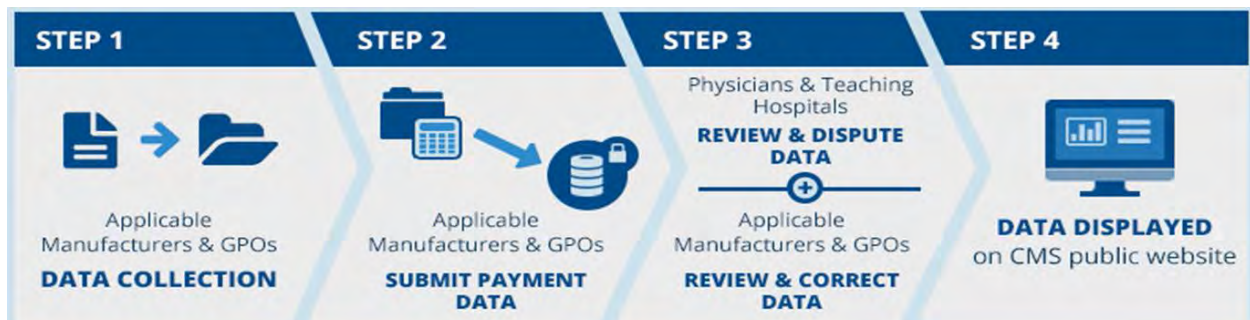 STEP 1
Applicable
Manufacturers & GPOs
DATA COLLECTION
STEP 2
Applicable
Manufacturers & GPOs
SUBMIT PAYMENT
DATA
STEP 3
Physicians & Teaching
Hospitals
REVIEW & DISPUTE
DATA
Applicable
Manufacturers & GPOs
REVIEW & CORRECT
DATA
STEP 4
DATA DISPLAYED
on CMS public website